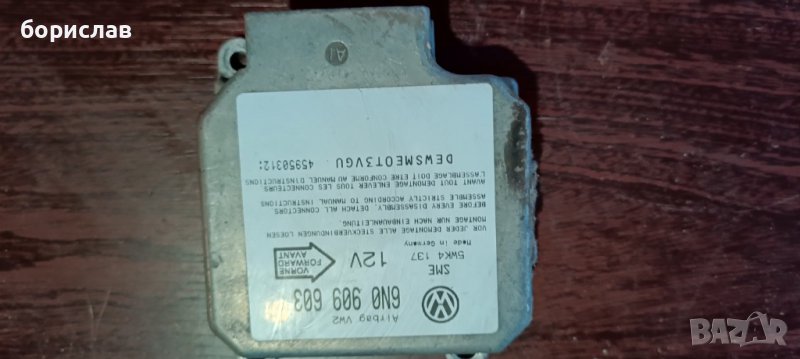 борислав
Airbag VW2
6N0 909 603
SME
5WK4 137
Made in Germany
12V
VORNE
FORWARD
AVANT
VOR JEDER DEMONTAGE ALLE STECKVERBINDUNGEN LOESEN
MONTAGE NUR NACH EINBAUANLEITUNG.
BEFORE EVERY DISASSEMBLY, DETACH ALL CONNECTORS
ASSEMBLE STRICTLY ACCORDING TO MANUAL INSTRUCTIONS
AVANT TOUT DEMONTAGE ENLEVER TOUS LES CONNECTEURS
L'ASSEMBLAGE DOIT ETRE CONFORME AU MANUEL D'INSTRUCTIONS
DEWSME0T3VGU 45950312:
BAZAR